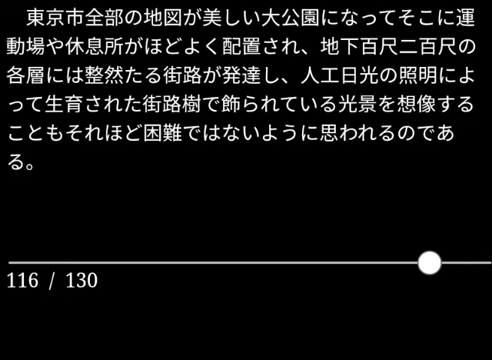 東京市全部の地図が美しい大公園になってそこに運
動場や休息所がほどよく配置され、地下百尺二百尺の
各層には整然たる街路が発達し、人工日光の照明によ
って生育された街路樹で飾られている光景を想像する
こともそれほど困難ではないように思われるのであ
る。
116 / 130